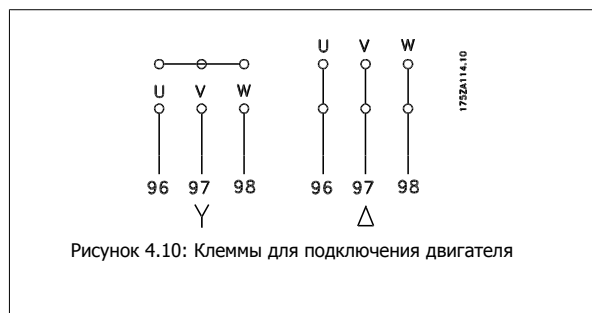 U V W
U V W
96 97 98
96 97 98
Y Δ
175ZA114.10
Рисунок 4.10: Клеммы для подключения двигателя